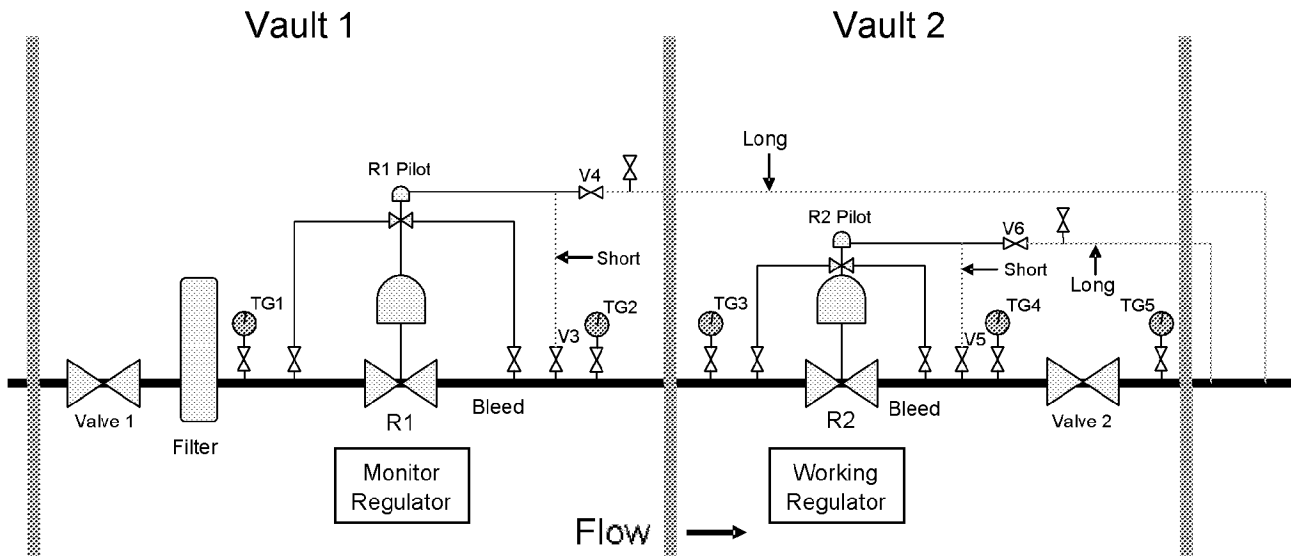 Vault 1
Vault 2
Long
R1 Pilot
V4
R2 Pilot
V6
Short
Short
Long
TG1
TG2
TG3
TG4
TG5
V3
V5
Valve 1
Filter
R1
Bleed
R2
Bleed
Valve 2
Monitor
Regulator
Working
Regulator
Flow